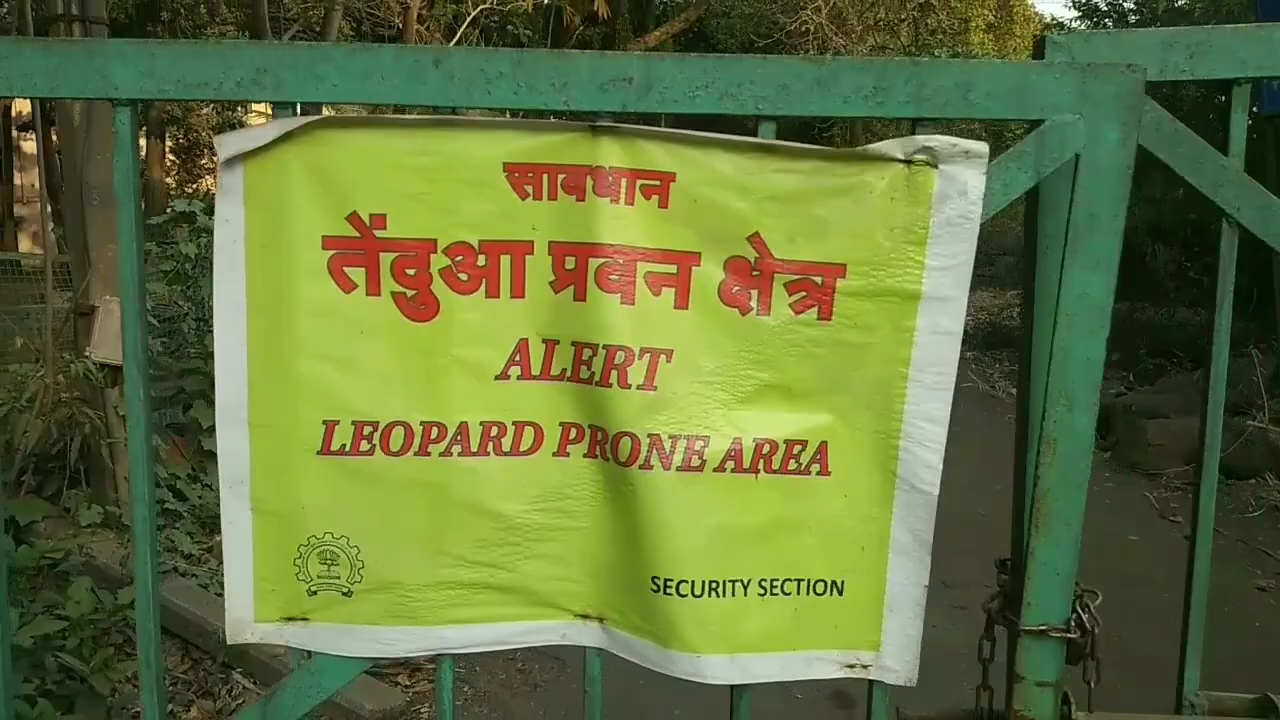 सावधान
तेंदुआ प्रवन क्षेत्र
ALERT
LEOPARD PRONE AREA
SECURITY SECTION